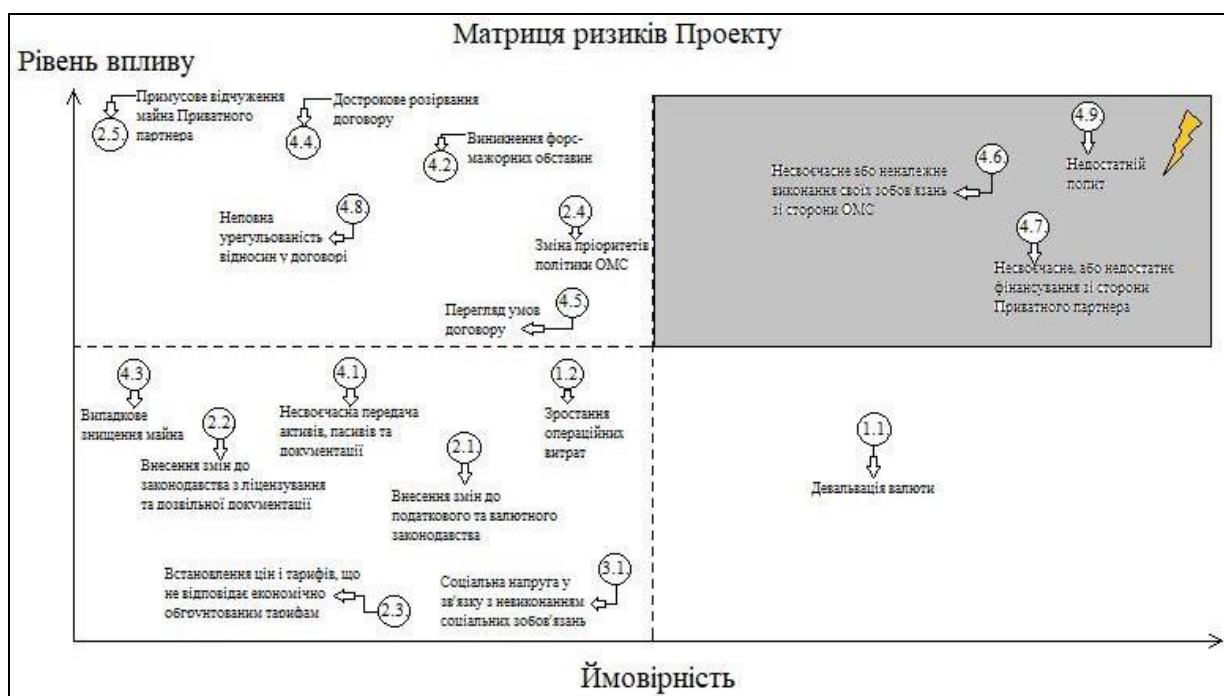 Матриця ризиків Проекту
Рівень впливу
Примусове відчуження
майна Приватного
партнера
2.5.
Дострокове розірвання
договору
4.4.
Виникнення форс-
мажорних обставин
4.2
4.8.
Неповна
урегульованість
відносин у договорі
2.4
Зміна пріоритетів
політики ОМС
4.5.
Перегляд умов
договору
4.9.
Недостатній
попит
4.6.
Несвоєчасне або неналежне
виконання своїх зобов'язань
зі сторони ОМС
4.7.
Несвоєчасне, або недостатнє
фінансування зі сторони
Приватного партнера
4.3.
Випадкове
знищення майна
2.2
Внесення змін до
законодавства з ліцензування
та дозвільної документації
4.1.
Несвоєчасна передача
активів, пасивів та
документації
2.1.
Внесення змін до
податкового та валютного
законодавства
1.2
Зростання
операційних
витрат
1.1
Девальвація валюти
Встановлення цін і тарифів, що
не відповідає економічно
обґрунтованим тарифам
2.3
3.1.
Соціальна напруга у
зв'язку з невиконанням
соціальних зобов'язань
Ймовірність